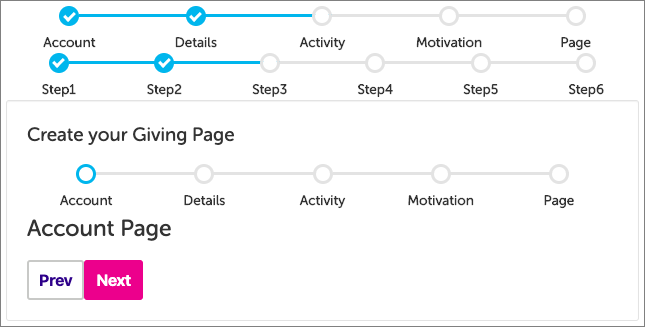 Account Details Activity Motivation Page
Step1 Step2 Step3 Step4 Step5 Step6
Create your Giving Page
Account Details Activity Motivation Page
Account Page
Prev Next